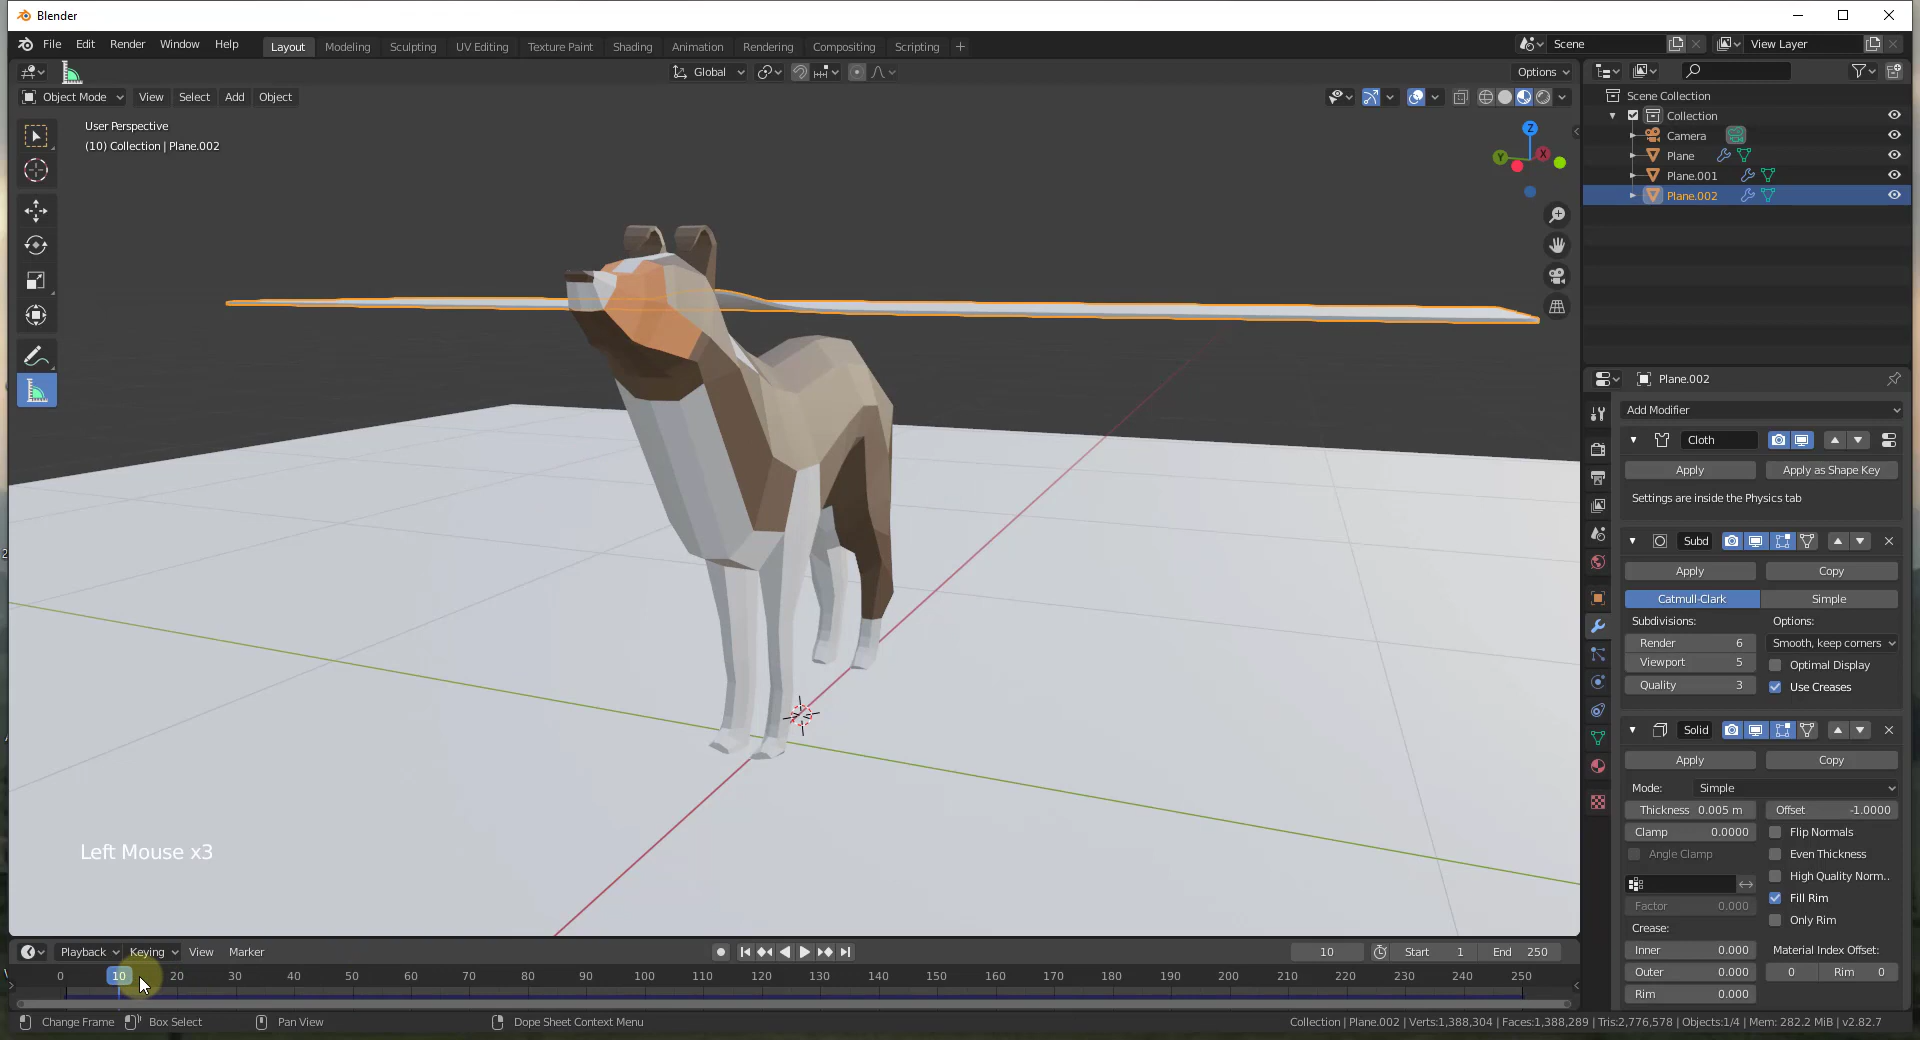 Blender
File Edit Render Window Help Layout Modeling Sculpting UV Editing Texture Paint Shading Animation Rendering Compositing Scripting + Scene View Layer
Global Options
Object Mode View Select Add Object
User Perspective
(10) Collection | Plane.002
Z
Y
X
Scene Collection
Collection
Camera
Plane
Plane.001
Plane.002
Plane.002
Add Modifier
Cloth
Apply Apply as Shape Key
Settings are inside the Physics tab
Subd
Apply Copy
Catmull-Clark Simple
Subdivisions: Options:
Render 6 Smooth, keep corners
Viewport 5 Optimal Display
Quality 3 Use Creases
Solid
Apply Copy
Mode: Simple
Thickness 0.005 m Offset -1.0000
Clamp 0.0000 Flip Normals
Angle Clamp Even Thickness
High Quality Norm..
Factor 0.000 Fill Rim
Only Rim
Crease:
Inner 0.000 Material Index Offset:
Outer 0.000 0 Rim 0
Rim 0.000
Left Mouse x3
Playback Keying View Marker 10 Start 1 End 250
0 10 20 30 40 50 60 70 80 90 100 110 120 130 140 150 160 170 180 190 200 210 220 230 240 250
Change Frame Box Select Pan View Dope Sheet Context Menu Collection | Plane.002 | Verts:1,388,304 | Faces:1,388,289 | Tris:2,776,578 | Objects:1/4 | Mem: 282.2 MiB | v2.82.7